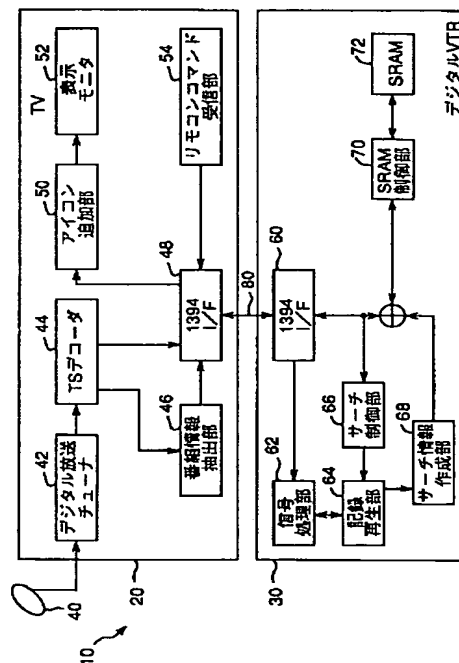 10
40
20
TV
42
デジタル放送
チューナ
44
TSデコーダ
46
番組情報
抽出部
48
1394
I/F
50
アイコン
追加部
52
表示
モニタ
54
リモコンコマンド
受信部
80
30
デジタルVTR
60
1394
I/F
62
信号
処理部
64
記録
再生部
66
サーチ
制御部
68
サーチ情報
作成部
70
SRAM
制御部
72
SRAM